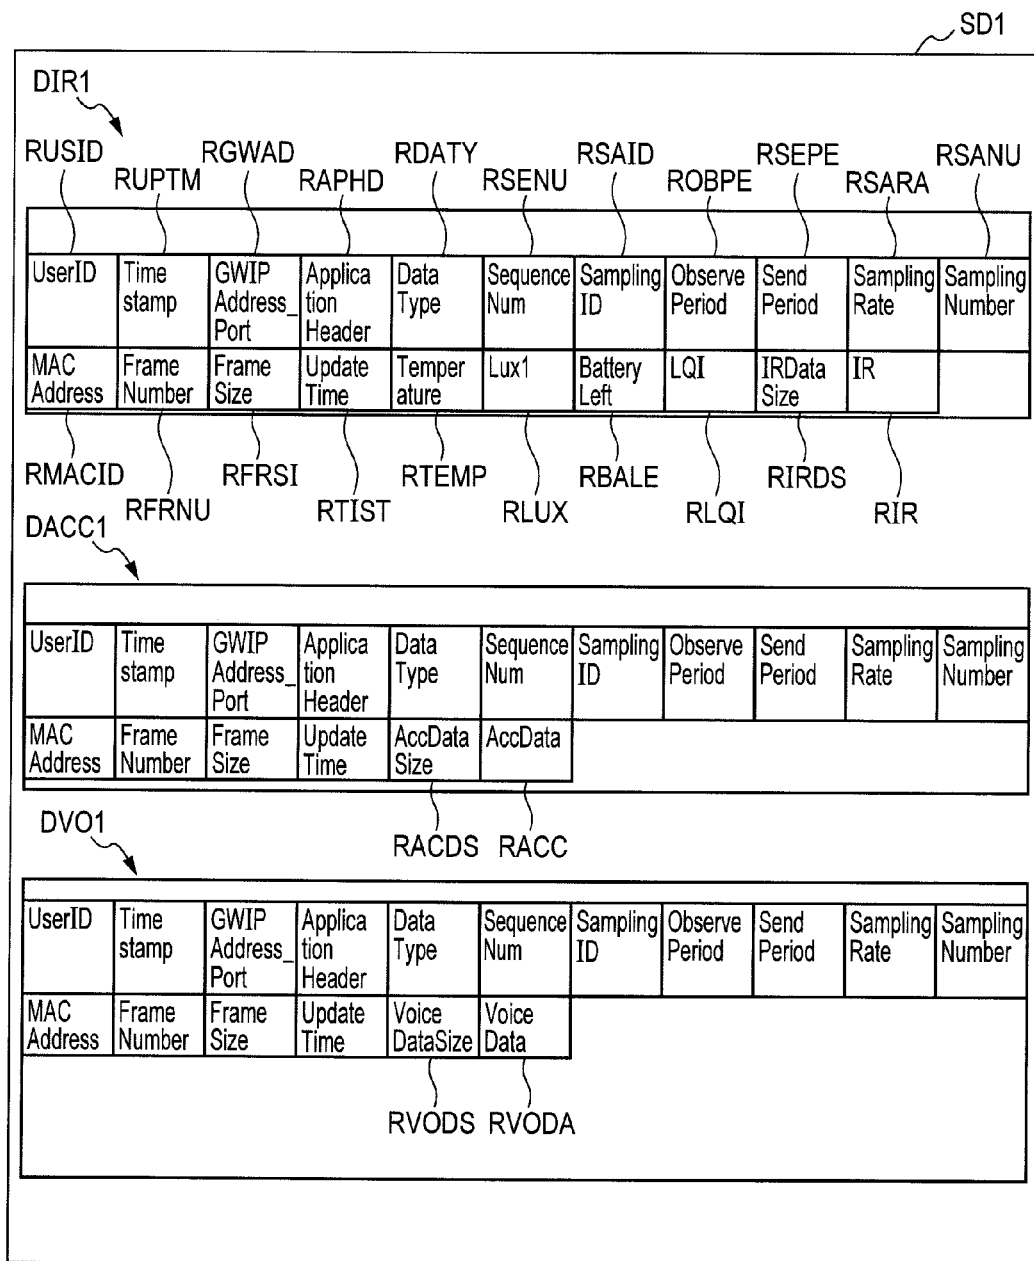 SD1
DIR1
RUSID RGWAD RDATY RSAID RSEPE RSANU
RUPTM RAPHD RSENU ROBPE RSARA
UserID Time stamp GWIP Address_ Port Applica tion Header Data Type Sequence Num Sampling ID Observe Period Send Period Sampling Rate Sampling Number
MAC Address Frame Number Frame Size Update Time Temper ature Lux1 Battery Left LQI IRData Size IR
RMACID RFRSI RTEMP RBALE RIRDS
RFRNU RTIST RLUX RLQI RIR
DACC1
UserID Time stamp GWIP Address_ Port Applica tion Header Data Type Sequence Num Sampling ID Observe Period Send Period Sampling Rate Sampling Number
MAC Address Frame Number Frame Size Update Time AccData Size AccData
RACDS RACC
DVO1
UserID Time stamp GWIP Address_ Port Applica tion Header Data Type Sequence Num Sampling ID Observe Period Send Period Sampling Rate Sampling Number
MAC Address Frame Number Frame Size Update Time Voice DataSize Voice Data
RVODS RVODA